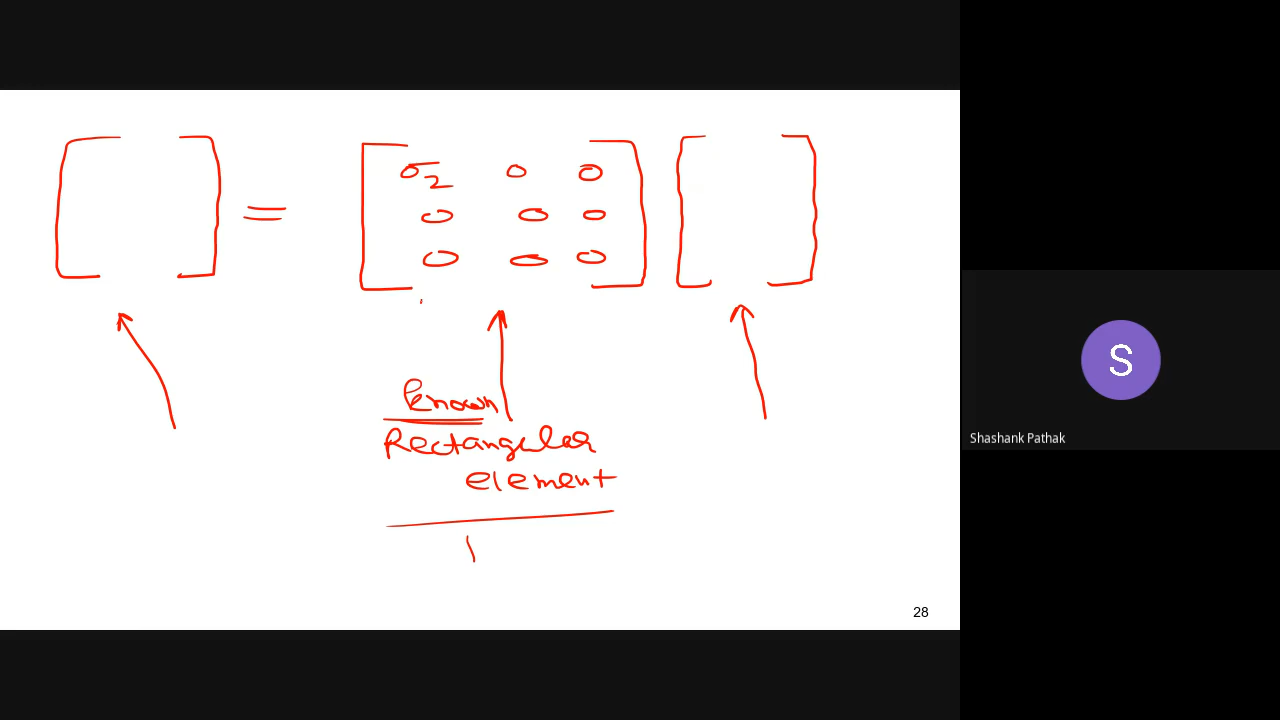 [ ] = [ σ₂ 0 0 [ ]
0 0 0
0 0 0 ]
known
Rectangular
element
28
S
Shashank Pathak